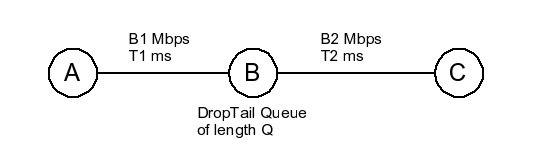 B1 Mbps
T1 ms
B2 Mbps
T2 ms
A
B
C
DropTail Queue
of length Q